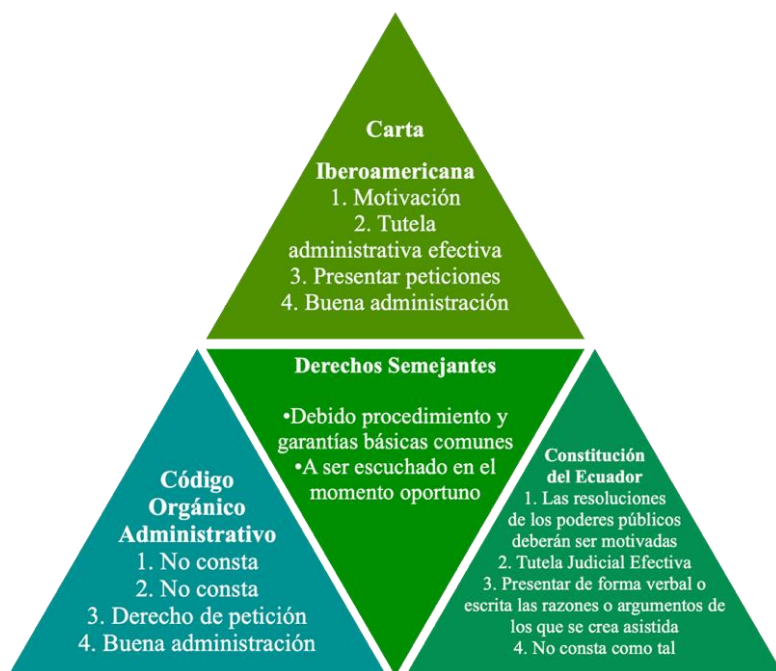 Carta
Iberoamericana
1. Motivación
2. Tutela
administrativa efectiva
3. Presentar peticiones
4. Buena administración
Derechos Semejantes
•Debido procedimiento y
garantías básicas comunes
•A ser escuchado en el
momento oportuno
Código
Orgánico
Administrativo
1. No consta
2. No consta
3. Derecho de petición
4. Buena administración
Constitución
del Ecuador
1. Las resoluciones
de los poderes públicos
deberán ser motivadas
2. Tutela Judicial Efectiva
3. Presentar de forma verbal o
escrita las razones o argumentos de
los que se crea asistida
4. No consta como tal